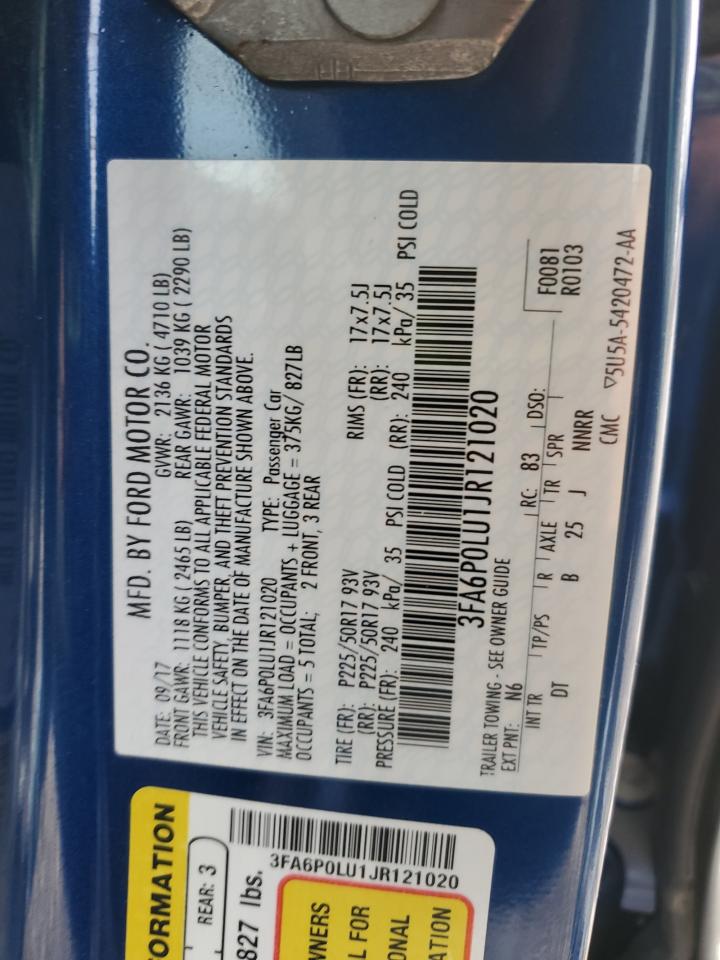 MFD. BY FORD MOTOR CO.
DATE: 09/17 GVWR: 2136 KG ( 4710 LB)
FRONT GAWR: 1118 KG ( 2465 LB) REAR GAWR: 1039 KG ( 2290 LB)
THIS VEHICLE CONFORMS TO ALL APPLICABLE FEDERAL MOTOR
VEHICLE SAFETY, BUMPER, AND THEFT PREVENTION STANDARDS
IN EFFECT ON THE DATE OF MANUFACTURE SHOWN ABOVE.
VIN: 3FA6P0LU1JR121020 TYPE: Passenger Car
MAXIMUM LOAD = OCCUPANTS + LUGGAGE = 375KG/ 827LB
OCCUPANTS = 5 TOTAL; 2 FRONT, 3 REAR
TIRE (FR): P225/50R17 93V RIMS (FR): 17x7.5J
(RR): P225/50R17 93V (RR): 17x7.5J
PRESSURE (FR): 240 kPa/ 35 PSI COLD (RR): 240 kPa/ 35 PSI COLD
3FA6P0LU1JR121020
TRAILER TOWING - SEE OWNER GUIDE
EXT PNT: N6 RC: 83 DSO:
INT TR TP/PS R AXLE TR SPR F0081
DT B 25 J NNRR R0103
CMC ▽5U5A-5420472-AA
ORMATION
REAR: 3
827 lbs.
3FA6P0LU1JR121020
WNERS
L FOR
ONAL
ATION